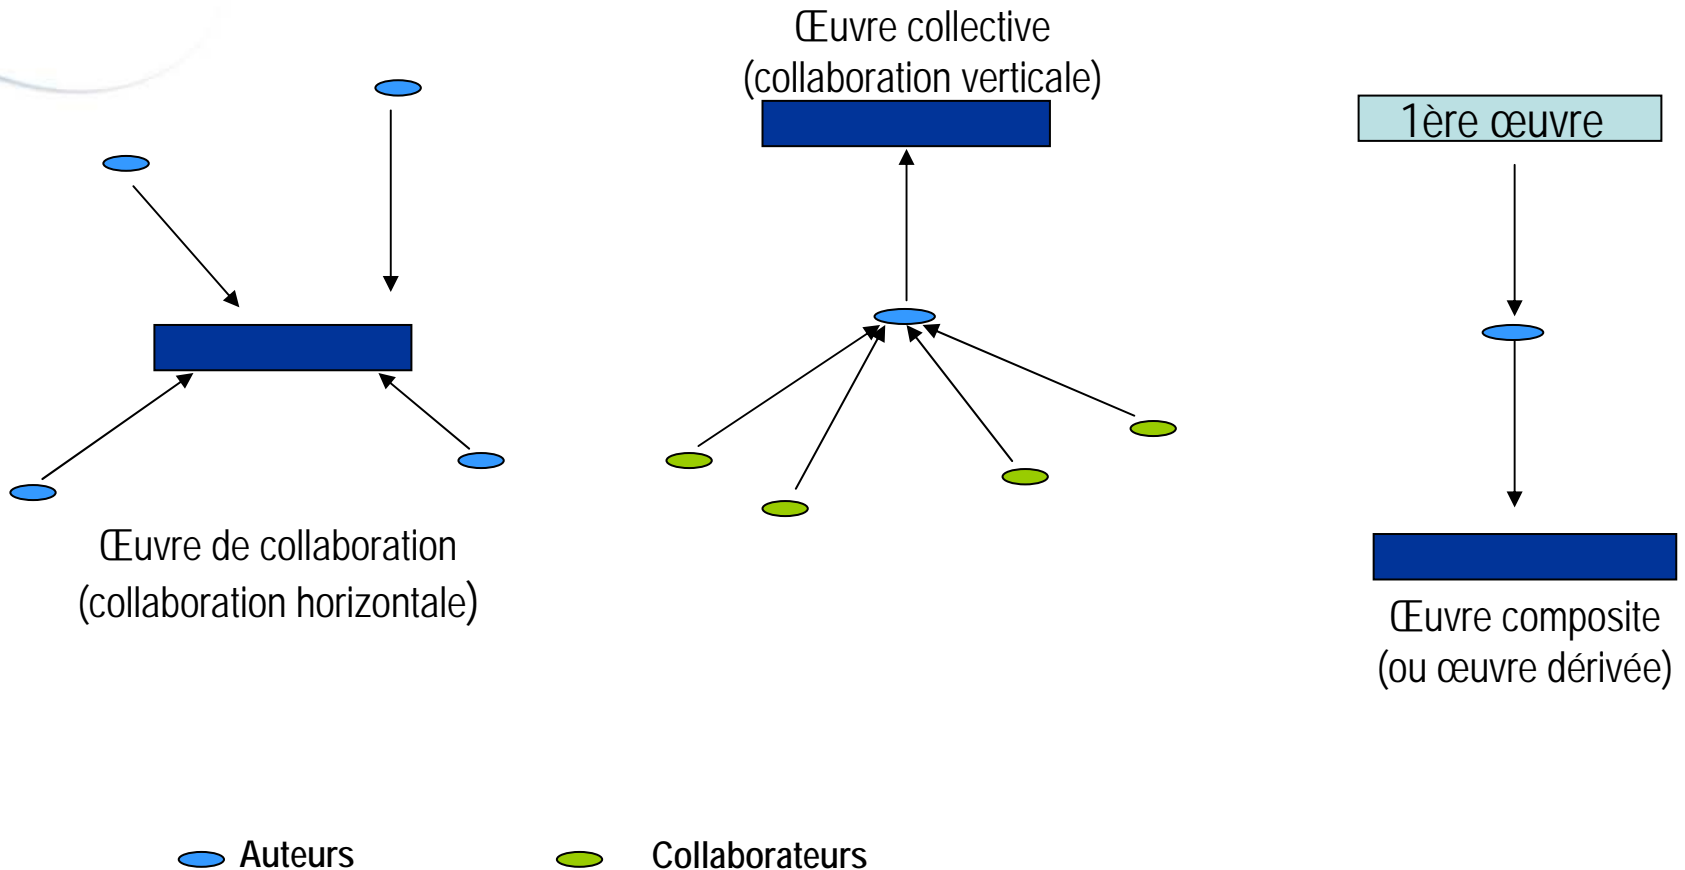 Œuvre collective
(collaboration verticale)
1ère œuvre
Œuvre de collaboration
(collaboration horizontale)
Œuvre composite
(ou œuvre dérivée)
Auteurs
Collaborateurs